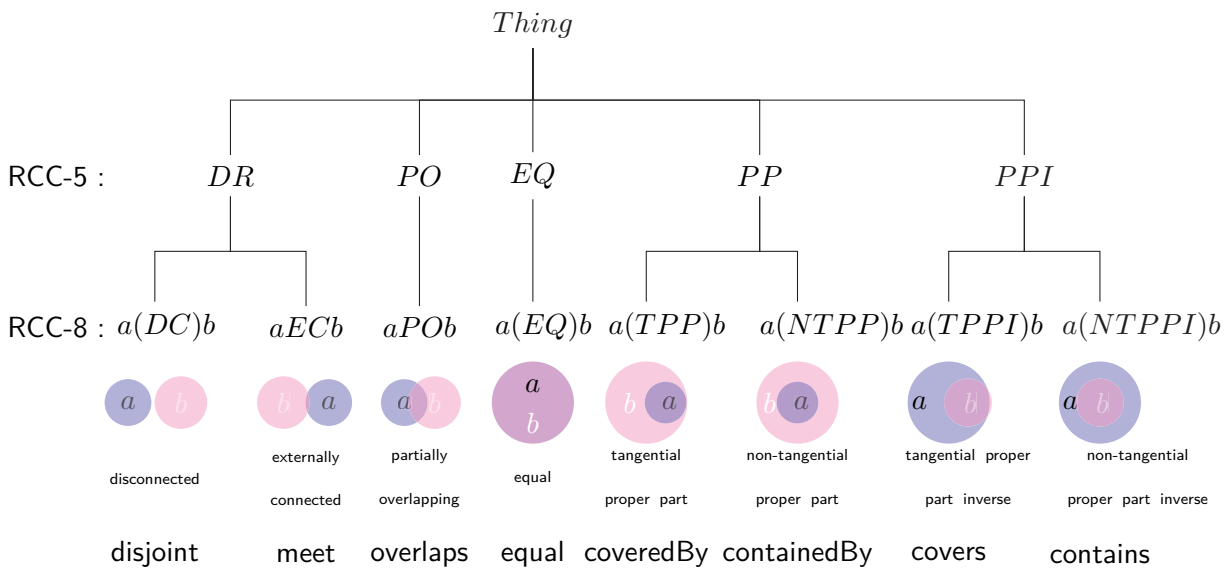 Thing
RCC-5 : DR PO EQ PP PPI
RCC-8 : a(DC)b aECb aPOb a(EQ)b a(TPP)b a(NTPP)b a(TPPI)b a(NTPPI)b
a b b a a b a b b a b a a b a b
disconnected externally connected partially overlapping equal tangential proper part non-tangential proper part tangential proper part inverse non-tangential proper part inverse
disjoint meet overlaps equal coveredBy containedBy covers contains